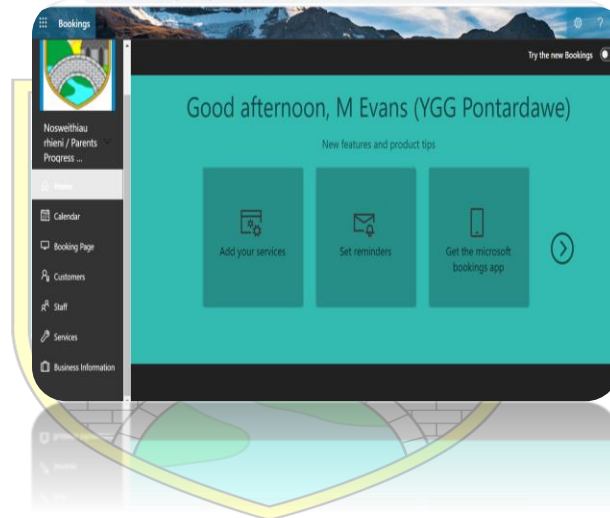 Bookings
?
Try the new Bookings
Nosweithiau
rhieni / Parents
Progress ...
Home
Calendar
Booking Page
Customers
Staff
Services
Business Information
Good afternoon, M Evans (YGG Pontardawe)
New features and product tips
Add your services
Set reminders
Get the microsoft
bookings app